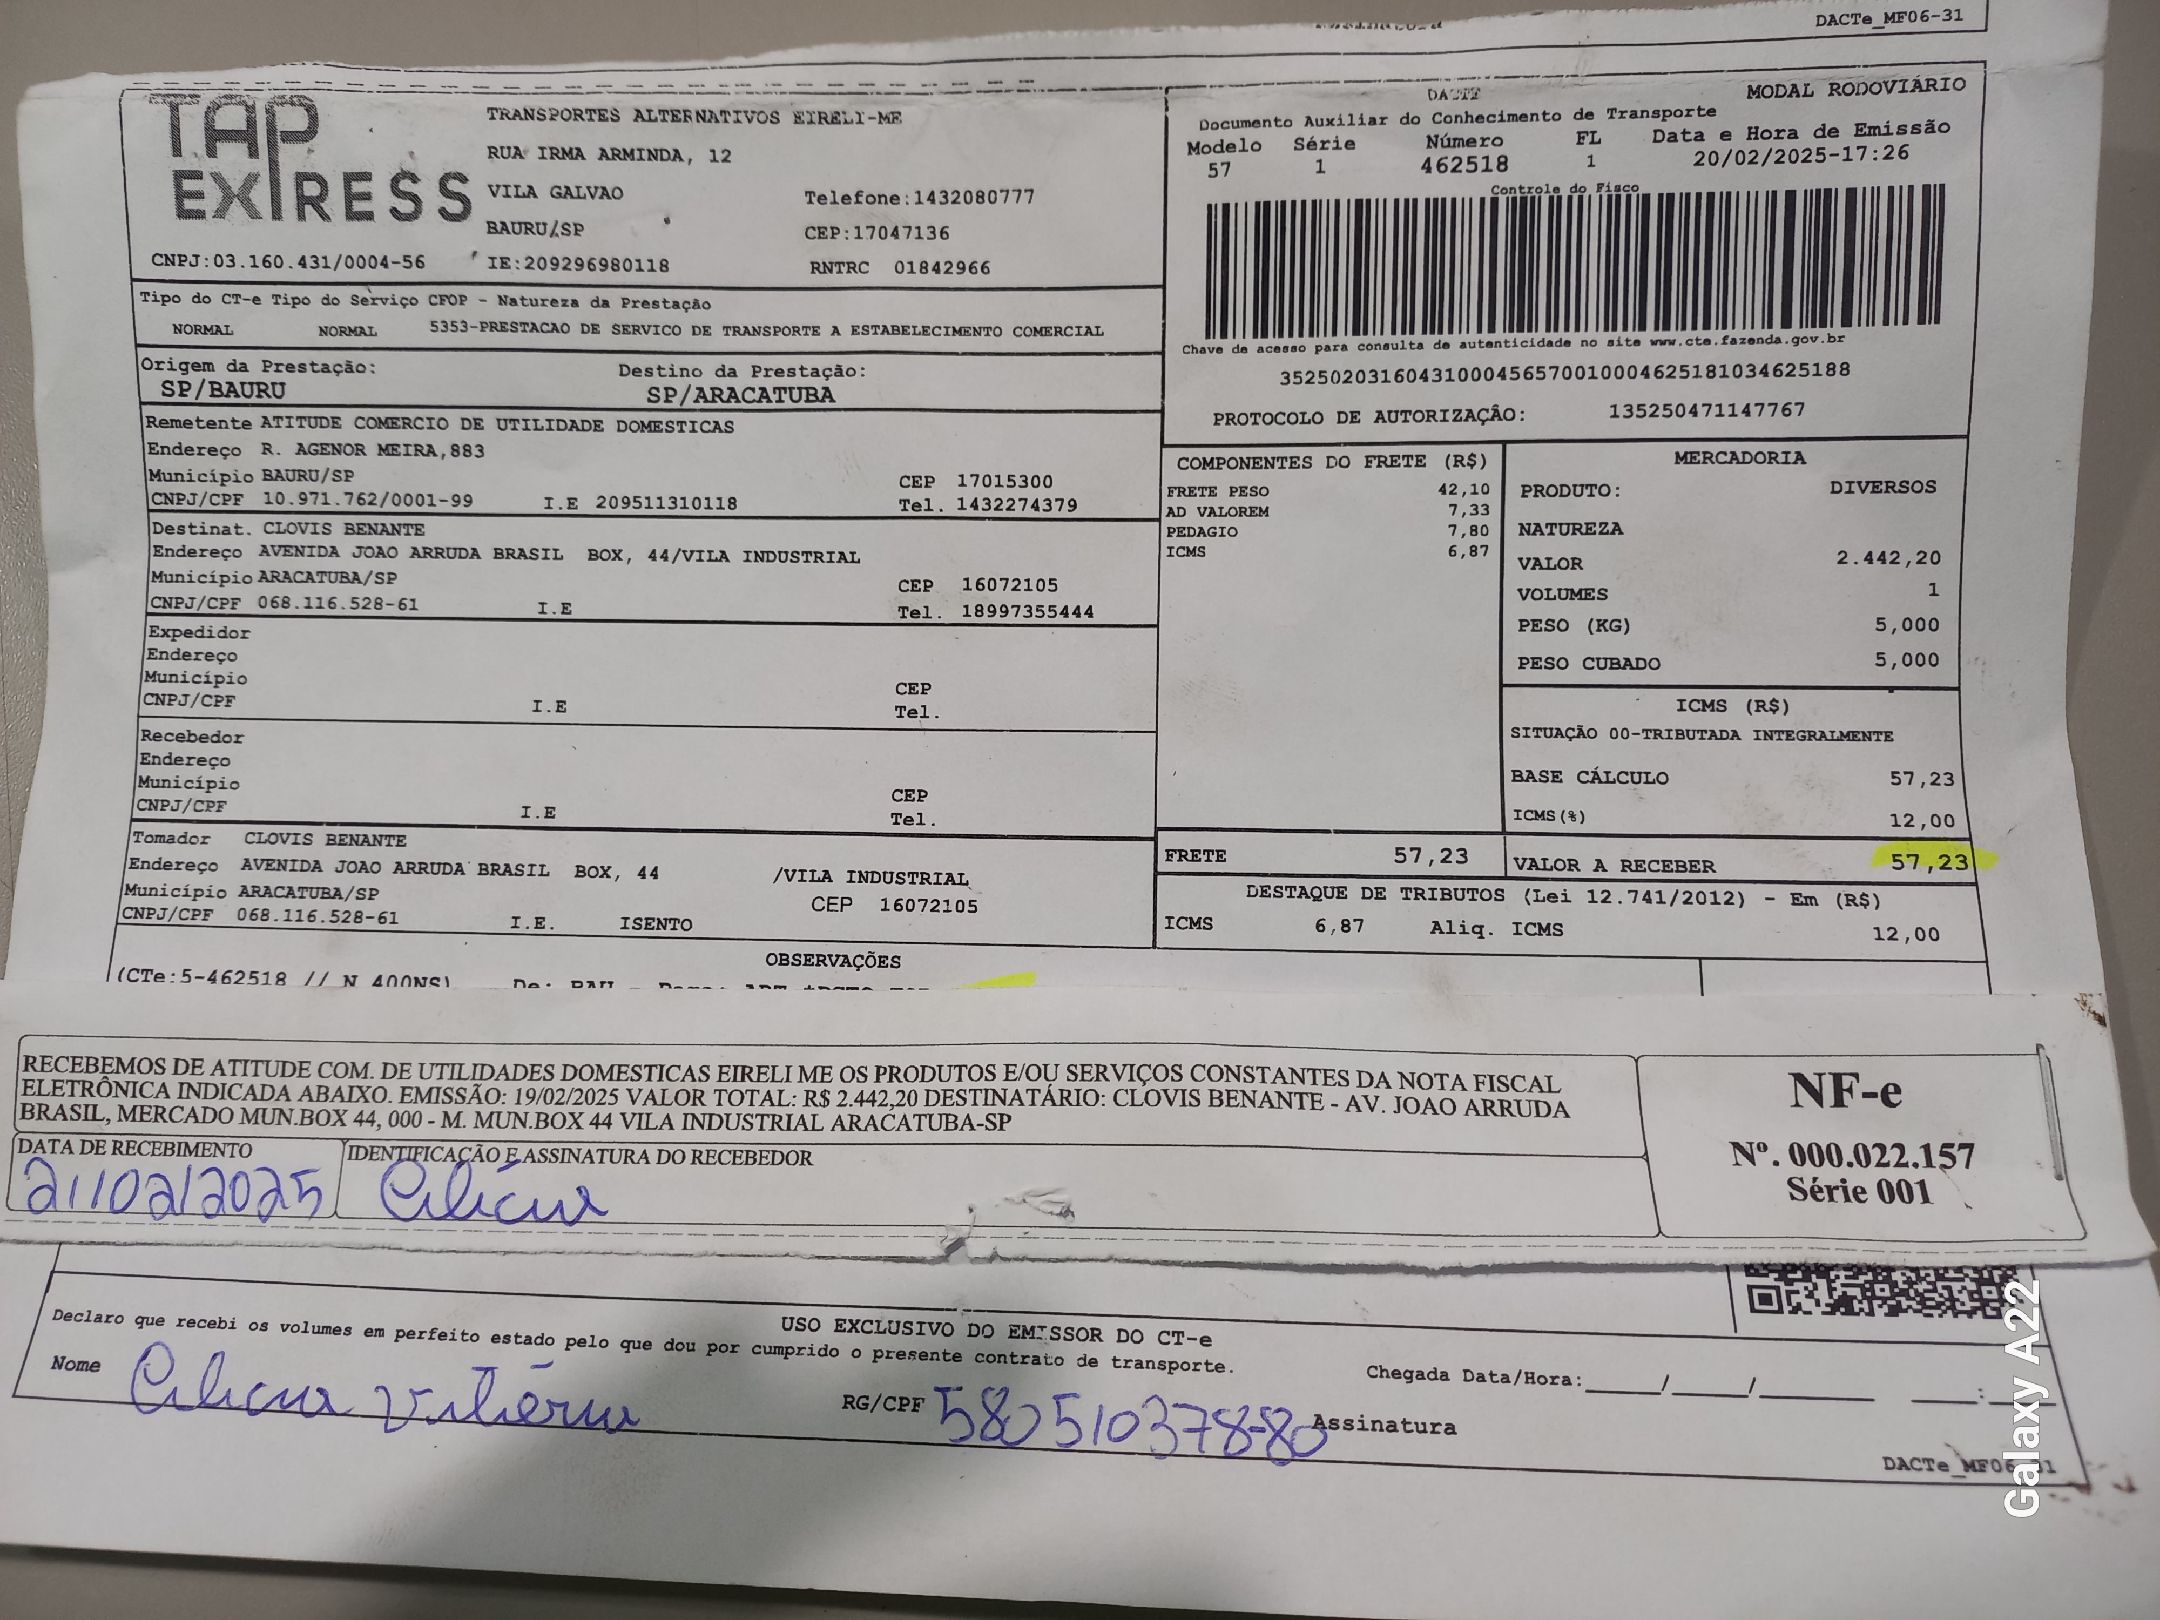 DACTe_MF06-31
TAP
EXPRESS
TRANSPORTES ALTERNATIVOS EIRELI-ME
RUA IRMA ARMINDA, 12
VILA GALVAO
Telefone:1432080777
BAURU/SP
CEP:17047136
CNPJ:03.160.431/0004-56
IE:209296980118
RNTRC 01842966
DACTE
MODAL RODOVIÁRIO
Documento Auxiliar do Conhecimento de Transporte
Modelo Série Número FL Data e Hora de Emissão
57 1 462518 1 20/02/2025-17:26
Controle do Fisco
Chave de acesso para consulta de autenticidade no site www.cte.fazenda.gov.br
35250203160431000456570010004625181034625188
PROTOCOLO DE AUTORIZAÇÃO: 135250471147767
Tipo do CT-e Tipo do Serviço CFOP - Natureza da Prestação
NORMAL NORMAL 5353-PRESTACAO DE SERVICO DE TRANSPORTE A ESTABELECIMENTO COMERCIAL
Origem da Prestação: Destino da Prestação:
SP/BAURU SP/ARACATUBA
Remetente ATITUDE COMERCIO DE UTILIDADE DOMESTICAS
Endereço R. AGENOR MEIRA,883
Município BAURU/SP CEP 17015300
CNPJ/CPF 10.971.762/0001-99 I.E 209511310118 Tel. 1432274379
Destinat. CLOVIS BENANTE
Endereço AVENIDA JOAO ARRUDA BRASIL BOX, 44/VILA INDUSTRIAL
Município ARACATUBA/SP CEP 16072105
CNPJ/CPF 068.116.528-61 I.E Tel. 18997355444
Expedidor
Endereço
Município CEP
CNPJ/CPF I.E Tel.
Recebedor
Endereço
Município CEP
CNPJ/CPF I.E Tel.
Tomador CLOVIS BENANTE
Endereço AVENIDA JOAO ARRUDA BRASIL BOX, 44 /VILA INDUSTRIAL
Município ARACATUBA/SP CEP 16072105
CNPJ/CPF 068.116.528-61 I.E. ISENTO
COMPONENTES DO FRETE (R$)
FRETE PESO 42,10
AD VALOREM 7,33
PEDAGIO 7,80
ICMS 6,87
MERCADORIA
PRODUTO: DIVERSOS
NATUREZA
VALOR 2.442,20
VOLUMES 1
PESO (KG) 5,000
PESO CUBADO 5,000
ICMS (R$)
SITUAÇÃO 00-TRIBUTADA INTEGRALMENTE
BASE CÁLCULO 57,23
ICMS(%) 12,00
FRETE 57,23 VALOR A RECEBER 57,23
DESTAQUE DE TRIBUTOS (Lei 12.741/2012) - Em (R$)
ICMS 6,87 Aliq. ICMS 12,00
OBSERVAÇÕES
(CTe:5-462518 // N 400NS) De: BAU
RECEBEMOS DE ATITUDE COM. DE UTILIDADES DOMESTICAS EIRELI ME OS PRODUTOS E/OU SERVIÇOS CONSTANTES DA NOTA FISCAL
ELETRÔNICA INDICADA ABAIXO. EMISSÃO: 19/02/2025 VALOR TOTAL: R$ 2.442,20 DESTINATÁRIO: CLOVIS BENANTE - AV. JOAO ARRUDA
BRASIL, MERCADO MUN.BOX 44, 000 - M. MUN.BOX 44 VILA INDUSTRIAL ARACATUBA-SP
DATA DE RECEBIMENTO IDENTIFICAÇÃO E ASSINATURA DO RECEBEDOR
21/02/2025
NF-e
Nº. 000.022.157
Série 001
USO EXCLUSIVO DO EMISSOR DO CT-e
Declaro que recebi os volumes em perfeito estado pelo que dou por cumprido o presente contrato de transporte.
Nome RG/CPF 580510378-80 Assinatura
Chegada Data/Hora:_____/_____/________ _____:_____
DACTe_MF06-31
Galaxy A22